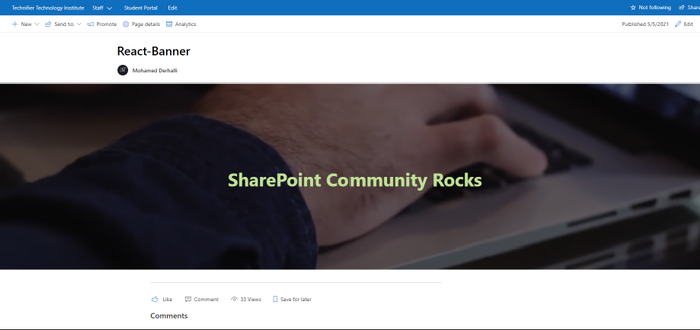 Technifier Technology Institute Staff Student Portal Edit Not following Share
New Send to Promote Page details Analytics Published 5/5/2021 Edit
React-Banner
Mohamed Derhalli
SharePoint Community Rocks
Like Comment 33 Views Save for later
Comments